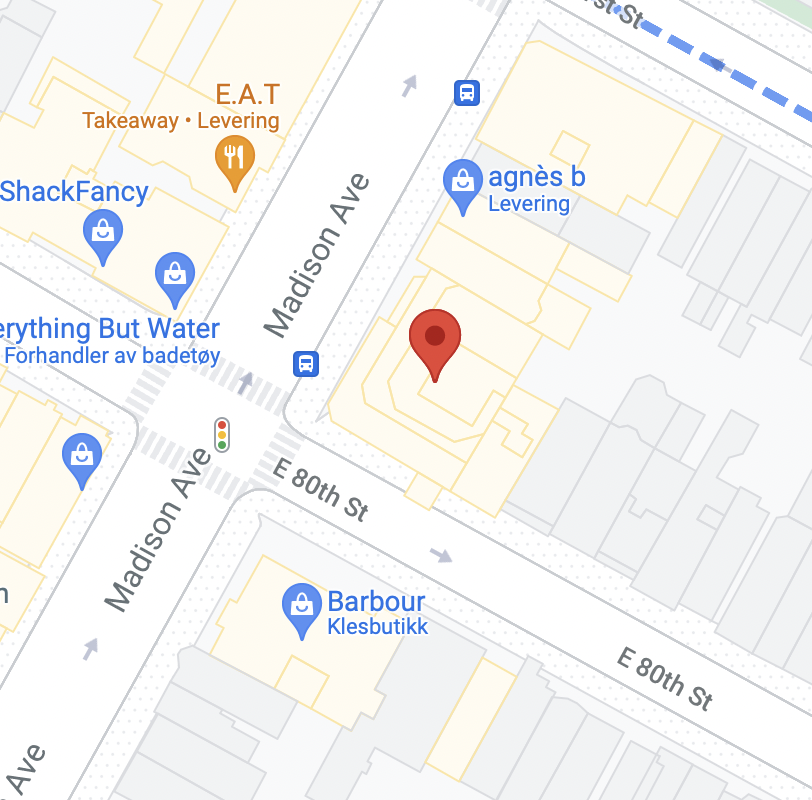 rst St
E.A.T
Takeaway • Levering
agnès b
Levering
ShackFancy
Madison Ave
erything But Water
Forhandler av badetøy
E 80th St
Madison Ave
n
Barbour
Klesbutikk
E 80th St
Ave